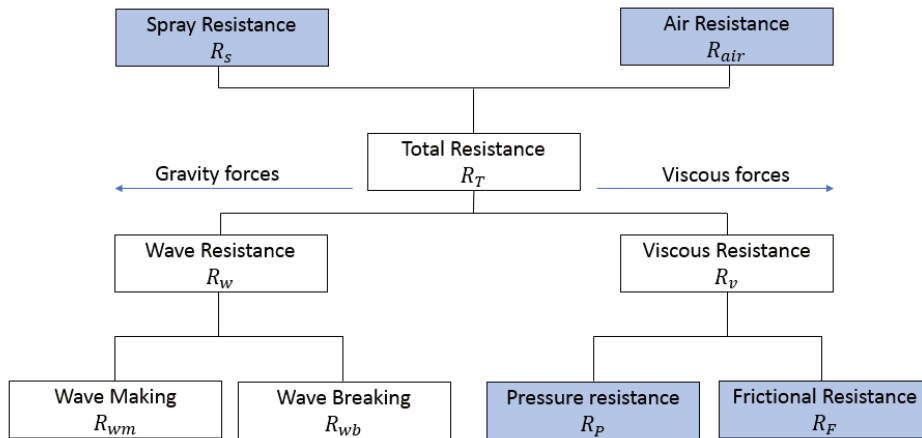 Spray Resistance
R_s
Air Resistance
R_air
Total Resistance
R_T
Gravity forces
Viscous forces
Wave Resistance
R_w
Viscous Resistance
R_v
Wave Making
R_wm
Wave Breaking
R_wb
Pressure resistance
R_P
Frictional Resistance
R_F